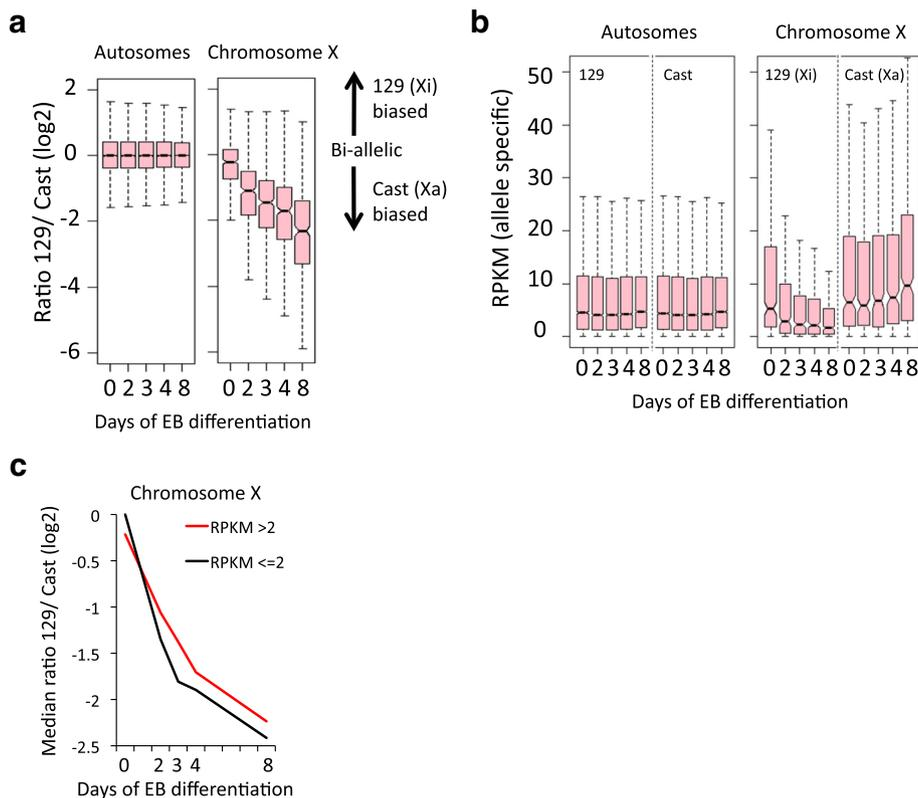 a
Autosomes
Chromosome X
Ratio 129/ Cast (log2)
2
0
-2
-4
-6
0 2 3 4 8
0 2 3 4 8
Days of EB differentiation
129 (Xi)
biased
Bi-allelic
Cast (Xa)
biased
b
Autosomes
Chromosome X
RPKM (allele specific)
50
40
30
20
10
0
129
Cast
129 (Xi)
Cast (Xa)
0 2 3 4 8
0 2 3 4 8
0 2 3 4 8
0 2 3 4 8
Days of EB differentiation
c
Chromosome X
Median ratio 129/ Cast (log2)
0
-0.5
-1
-1.5
-2
-2.5
RPKM >2
RPKM <=2
0 2 3 4 8
Days of EB differentiation